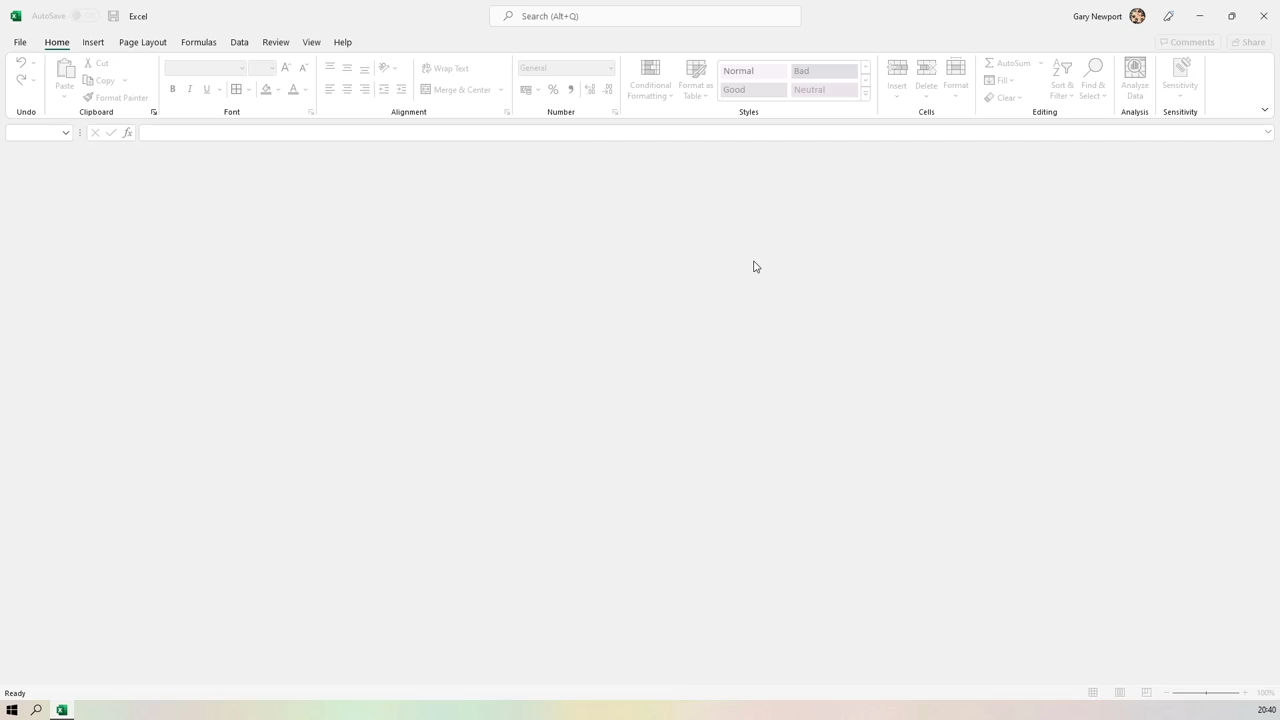 AutoSave Off Excel Search (Alt+Q) Gary Newport
File Home Insert Page Layout Formulas Data Review View Help Comments Share
Cut
Copy
Format Painter
Paste
Undo
Clipboard
B I U
Font
Wrap Text
Merge & Center
Alignment
General
%
Number
Conditional
Formatting
Format as
Table
Normal Bad
Good Neutral
Styles
Insert Delete Format
Cells
AutoSum
Fill
Clear
Sort &
Filter
Find &
Select
Editing
Analyze
Data
Analysis
Sensitivity
Sensitivity
fx
Ready 100%
20:40